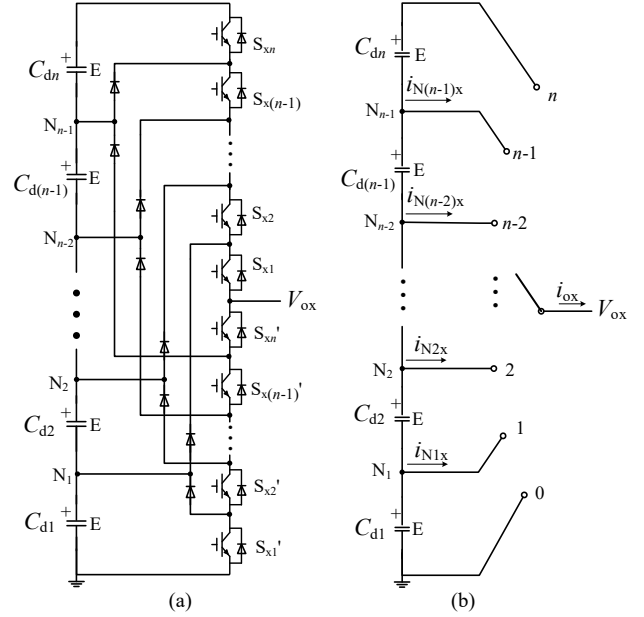 C_dn
+
E
S_xn
N_n-1
S_x(n-1)
C_d(n-1)
+
E
N_n-2
S_x2
S_x1
V_ox
S_xn'
N_2
S_x(n-1)'
C_d2
+
E
N_1
S_x2'
C_d1
+
E
S_x1'
(a)
C_dn
+
E
n
i_N(n-1)x
N_n-1
n-1
C_d(n-1)
+
E
i_N(n-2)x
N_n-2
n-2
i_ox
V_ox
i_N2x
N_2
2
C_d2
+
E
1
i_N1x
N_1
0
C_d1
+
E
(b)